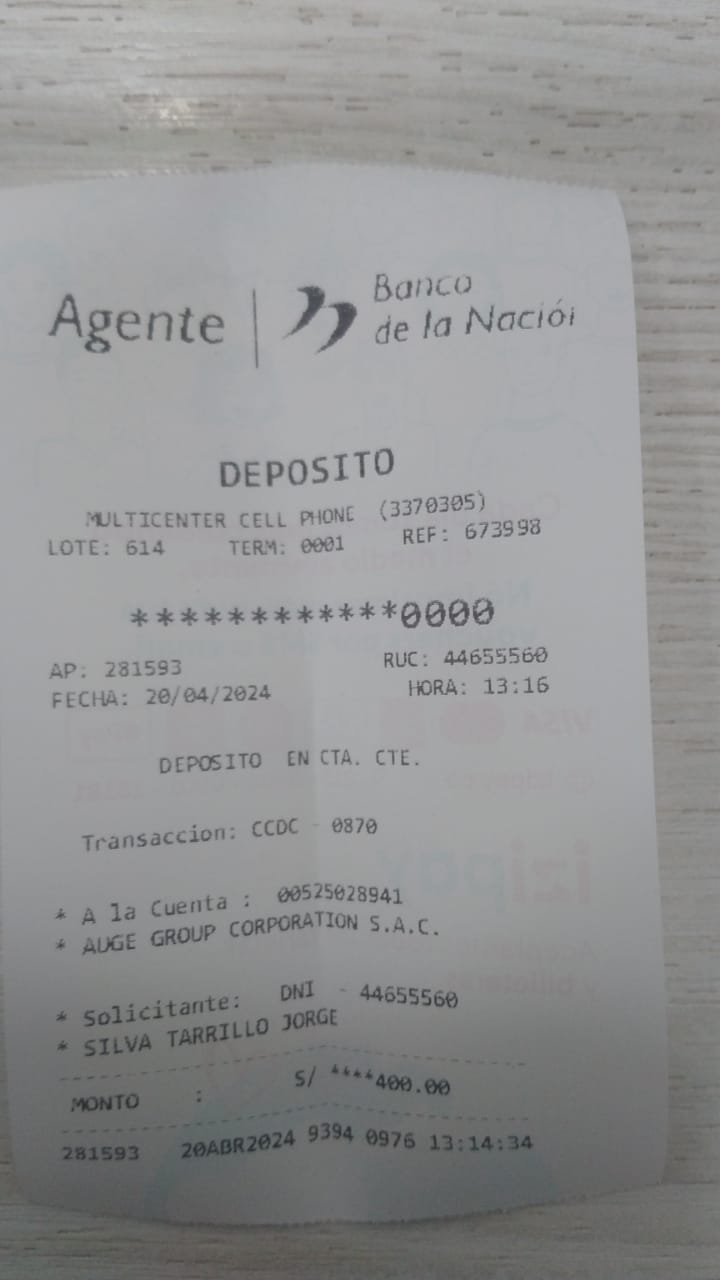 Agente | Banco
de la Nación
DEPOSITO
MULTICENTER CELL PHONE (3370305)
LOTE: 614 TERM: 0001 REF: 673998
************0000
AP: 281593 RUC: 44655560
FECHA: 20/04/2024 HORA: 13:16
DEPOSITO EN CTA. CTE.
Transaccion: CCDC - 0870
* A la Cuenta : 00525028941
* AUGE GROUP CORPORATION S.A.C.
* Solicitante: DNI - 44655560
* SILVA TARRILLO JORGE
MONTO : S/ ****400.00
281593 20ABR2024 9394 0976 13:14:34